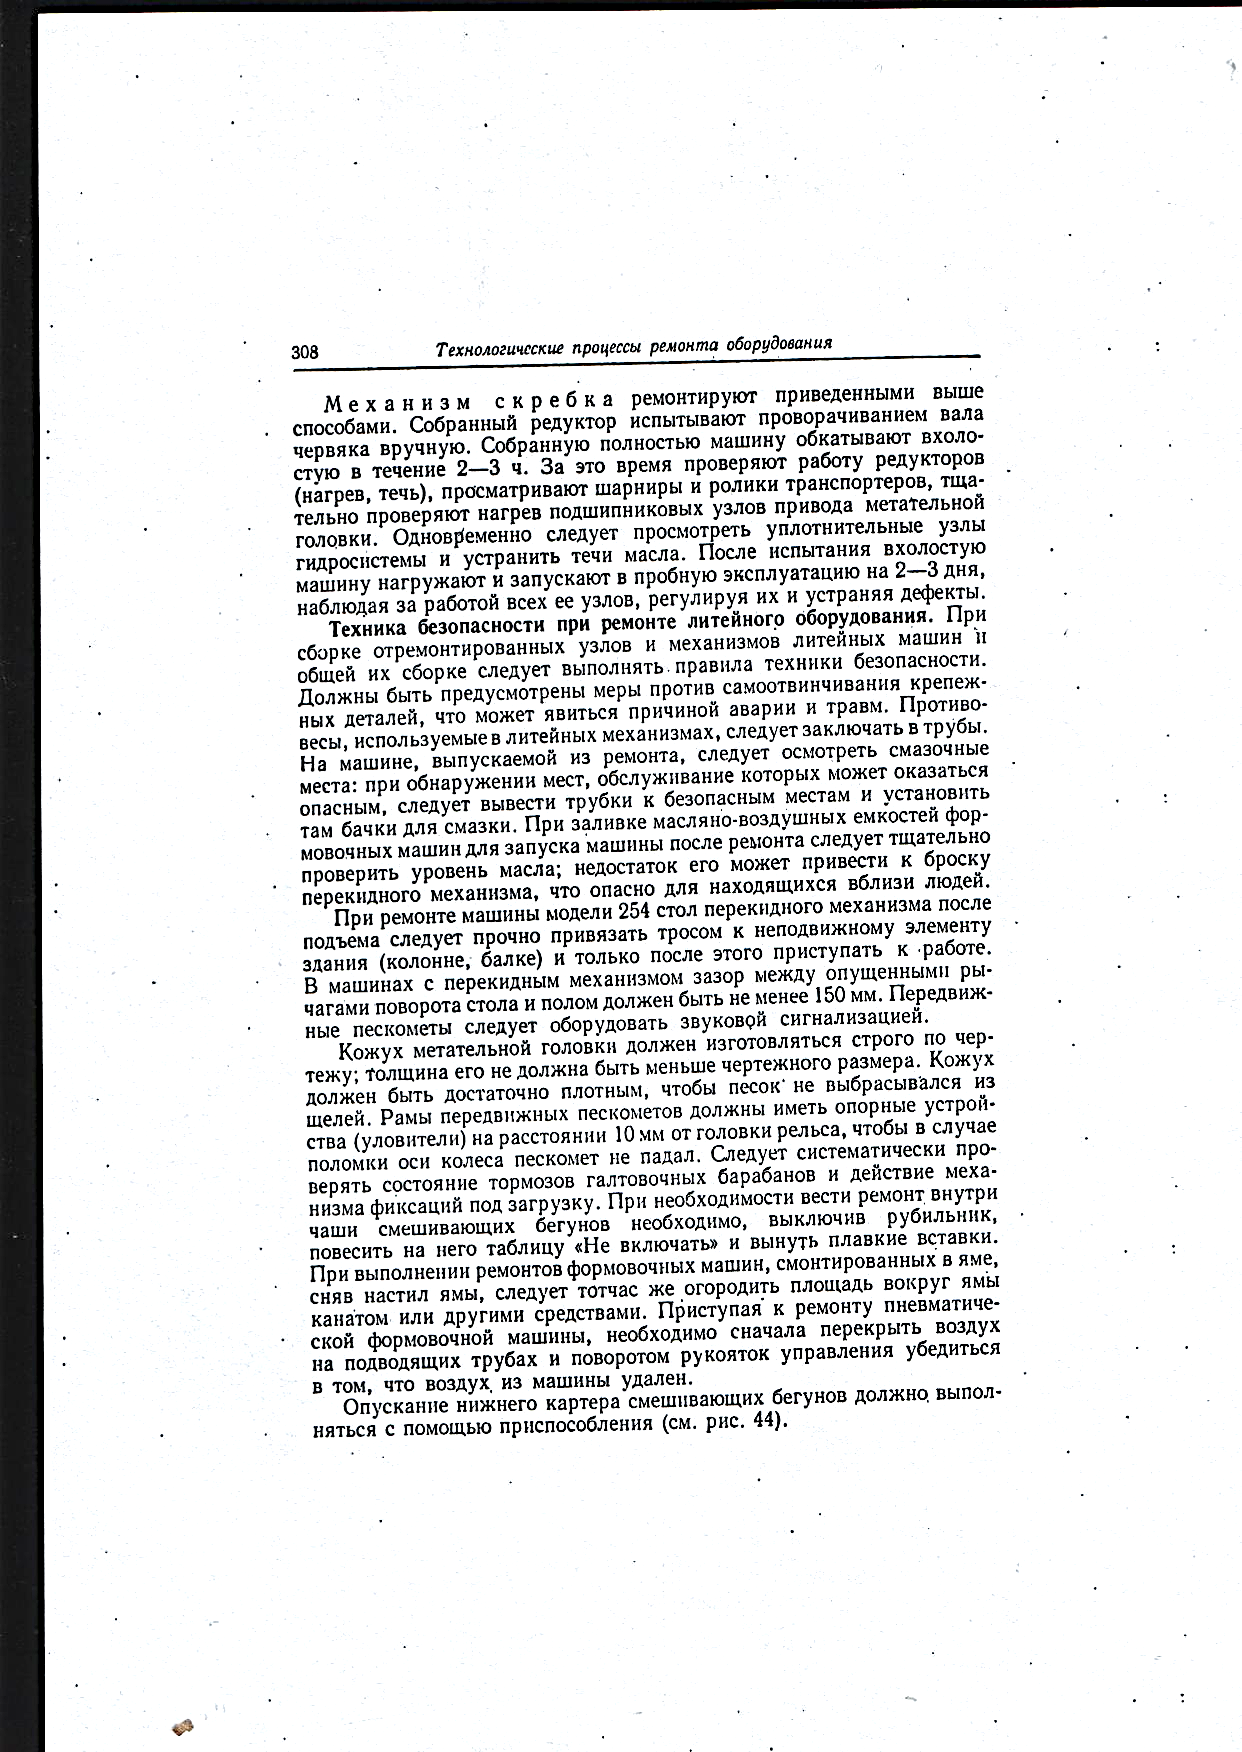 308 Технологические процессы ремонта оборудования
Механизм скребка ремонтируют приведенными выше
способами. Собранный редуктор испытывают проворачиванием вала
червяка вручную. Собранную полностью машину обкатывают вхоло-
стую в течение 2—3 ч. За это время проверяют работу редукторов
(нагрев, течь), просматривают шарниры и ролики транспортеров, тща-
тельно проверяют нагрев подшипниковых узлов привода метательной
головки. Одновременно следует просмотреть уплотнительные узлы
гидросистемы и устранить течи масла. После испытания вхолостую
машину нагружают и запускают в пробную эксплуатацию на 2—3 дня,
наблюдая за работой всех ее узлов, регулируя их и устраняя дефекты.
Техника безопасности при ремонте литейного оборудования. При
сборке отремонтированных узлов и механизмов литейных машин и
общей их сборке следует выполнять правила техники безопасности.
Должны быть предусмотрены меры против самоотвинчивания крепеж-
ных деталей, что может явиться причиной аварии и травм. Противо-
весы, используемые в литейных механизмах, следует заключать в трубы.
На машине, выпускаемой из ремонта, следует осмотреть смазочные
места: при обнаружении мест, обслуживание которых может оказаться
опасным, следует вывести трубки к безопасным местам и установить
там бачки для смазки. При заливке масляно-воздушных емкостей фор-
мовочных машин для запуска машины после ремонта следует тщательно
проверить уровень масла; недостаток его может привести к броску
перекидного механизма, что опасно для находящихся вблизи людей.
При ремонте машины модели 254 стол перекидного механизма после
подъема следует прочно привязать тросом к неподвижному элементу
здания (колонне, балке) и только после этого приступать к работе.
В машинах с перекидным механизмом зазор между опущенными ры-
чагами поворота стола и полом должен быть не менее 150 мм. Передвиж-
ные пескометы следует оборудовать звуковой сигнализацией.
Кожух метательной головки должен изготовляться строго по чер-
тежу; толщина его не должна быть меньше чертежного размера. Кожух
должен быть достаточно плотным, чтобы песок не выбрасывался из
щелей. Рамы передвижных пескометов должны иметь опорные устрой-
ства (уловители) на расстоянии 10 мм от головки рельса, чтобы в случае
поломки оси колеса пескомет не падал. Следует систематически про-
верять состояние тормозов галтовочных барабанов и действие меха-
низма фиксаций под загрузку. При необходимости вести ремонт внутри
чаши смешивающих бегунов необходимо, выключив рубильник,
повесить на него таблицу «Не включать» и вынуть плавкие вставки.
При выполнении ремонтов формовочных машин, смонтированных в яме,
сняв настил ямы, следует тотчас же огородить площадь вокруг ямы
канатом или другими средствами. Приступая к ремонту пневматиче-
ской формовочной машины, необходимо сначала перекрыть воздух
на подводящих трубах и поворотом рукояток управления убедиться
в том, что воздух из машины удален.
Опускание нижнего картера смешивающих бегунов должно выпол-
няться с помощью приспособления (см. рис. 44).